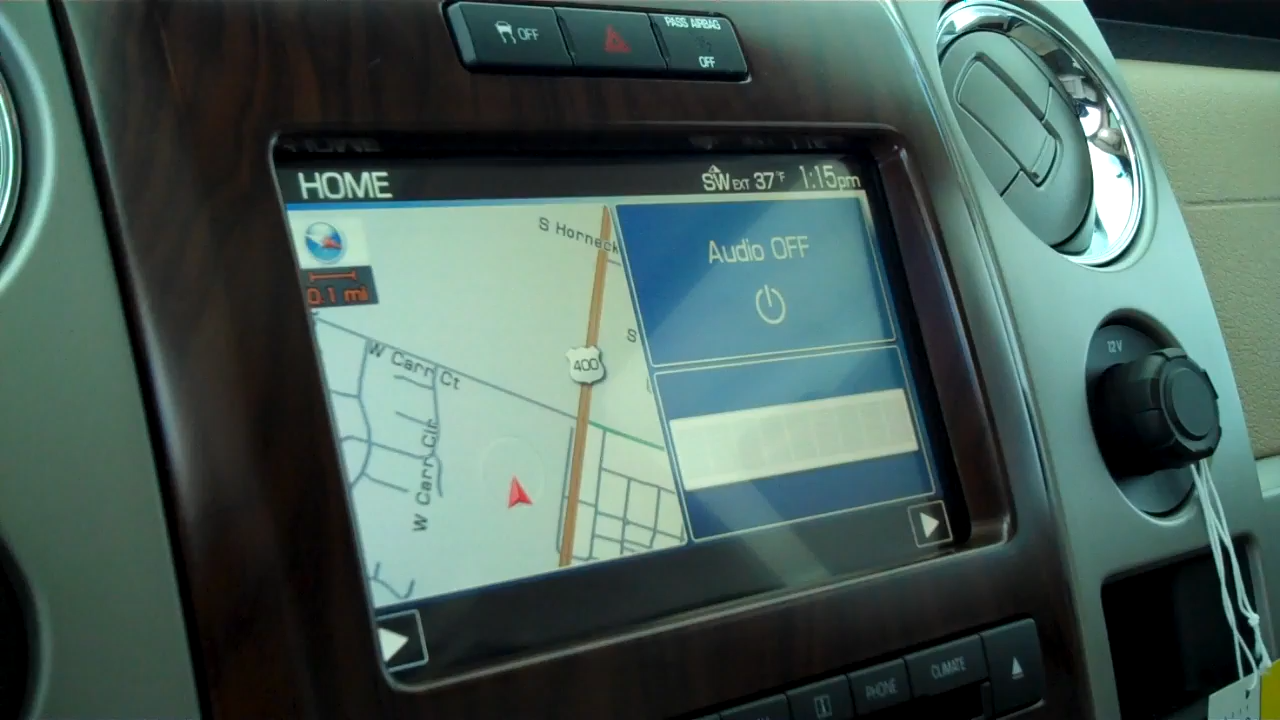 OFF
PASS AIRBAG
OFF
HOME
SW EXT 37°F 1:15pm
S Horneck
Audio OFF
0.1 mi
S
12V
W Carr Ct
400
W Carr Cir
PHONE
CLIMATE